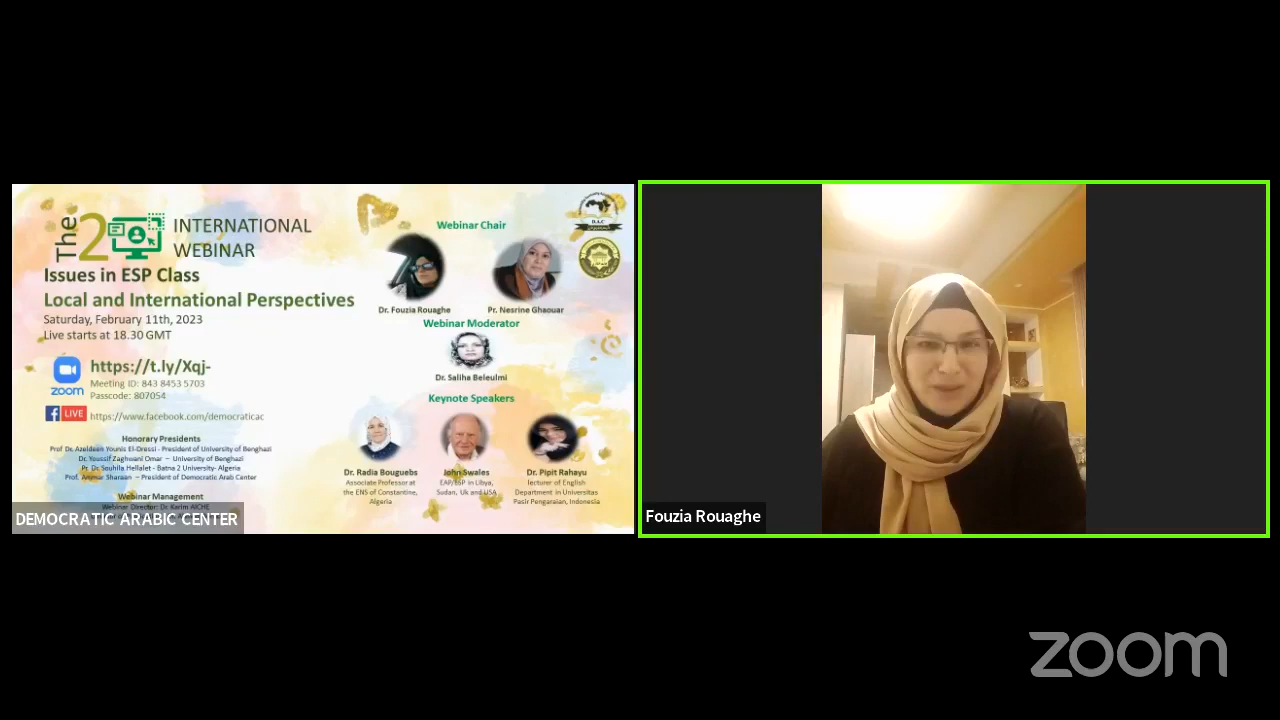 The 2
INTERNATIONAL
WEBINAR
Issues in ESP Class
Local and International Perspectives
Saturday, February 11th, 2023
Live starts at 18.30 GMT
https://t.ly/Xqj-
Meeting ID: 843 8453 5703
Passcode: 807054
zoom
f LIVE
https://www.facebook.com/democraticac
Honorary Presidents
Prof Dr. Azeldeen Younis El-Dressi - President of University of Benghazi
Dr. Youssif Zaghwani Omar – University of Benghazi
Pr. Dr. Souhila Hellalet - Batna 2 University- Algeria
Prof. Ammar Sharaan – President of Democratic Arab Center
Webinar Management
Webinar Director: Dr. Karim AICHE
DEMOCRATIC ARABIC CENTER
Webinar Chair
Dr. Fouzia Rouaghe
Pr. Nesrine Ghaouar
Webinar Moderator
Dr. Saliha Beleulmi
Keynote Speakers
Dr. Radia Bouguebs
Associate Professor at
the ENS of Constantine,
Algeria
John Swales
EAP/ESP in Libya,
Sudan, Uk and USA
Dr. Pipit Rahayu
lecturer of English
Department in Universitas
Pasir Pengaraian, Indonesia
D.A.C
Fouzia Rouaghe
zoom